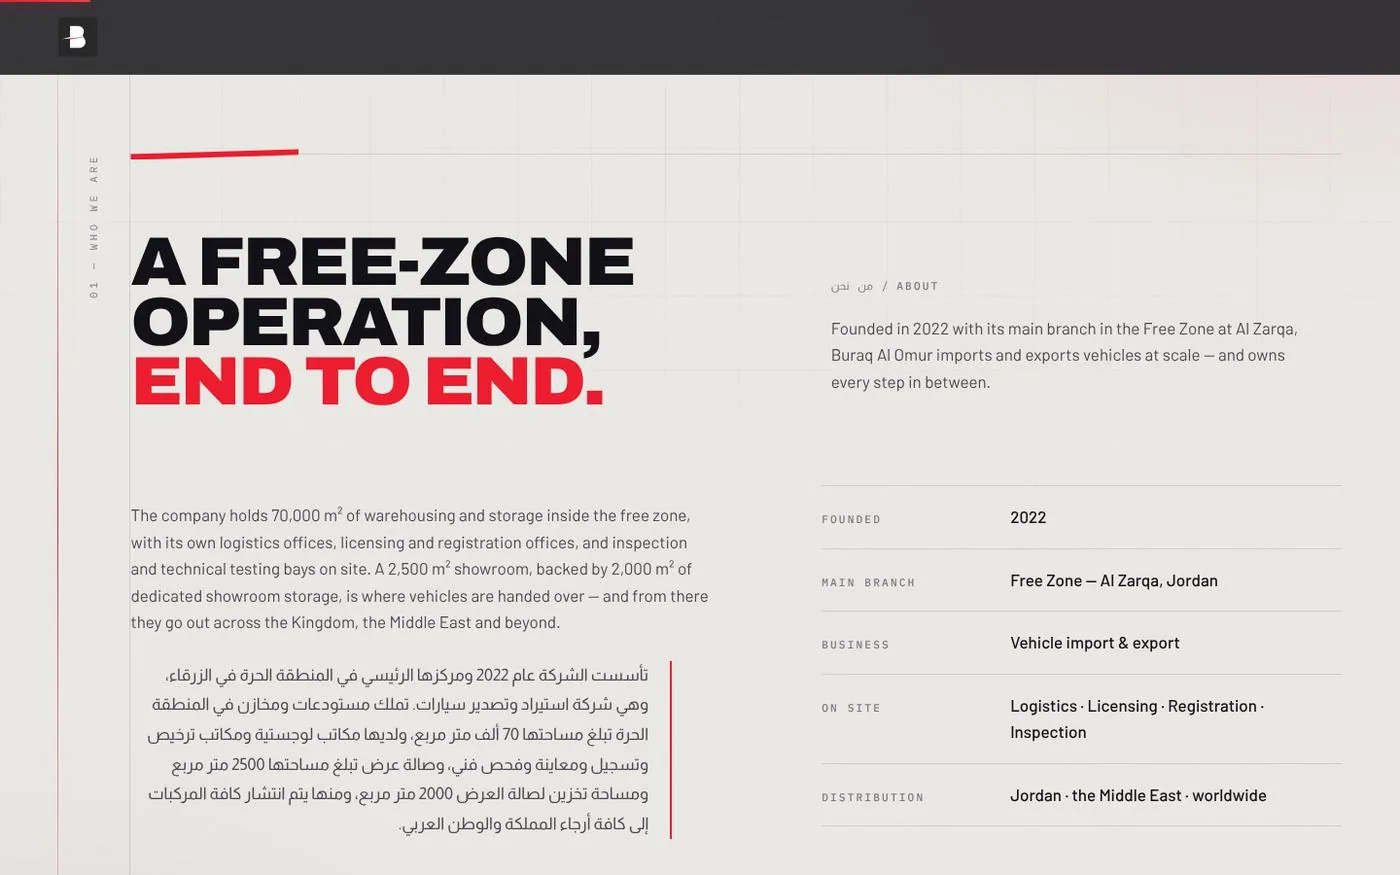 B
01 — WHO WE ARE
A FREE-ZONE
OPERATION,
END TO END.
من نحن / ABOUT
Founded in 2022 with its main branch in the Free Zone at Al Zarqa,
Buraq Al Omur imports and exports vehicles at scale — and owns
every step in between.
The company holds 70,000 m² of warehousing and storage inside the free zone,
with its own logistics offices, licensing and registration offices, and inspection
and technical testing bays on site. A 2,500 m² showroom, backed by 2,000 m² of
dedicated showroom storage, is where vehicles are handed over — and from there
they go out across the Kingdom, the Middle East and beyond.
تأسست الشركة عام 2022 ومركزها الرئيسي في المنطقة الحرة في الزرقاء،
وهي شركة استيراد وتصدير سيارات. تملك مستودعات ومخازن في المنطقة
الحرة تبلغ مساحتها 70 ألف متر مربع، ولديها مكاتب لوجستية ومكاتب ترخيص
وتسجيل ومعاينة وفحص فني، وصالة عرض تبلغ مساحتها 2500 متر مربع
ومساحة تخزين لصالة العرض 2000 متر مربع، ومنها يتم انتشار كافة المركبات
إلى كافة أرجاء المملكة والوطن العربي.
FOUNDED 2022
MAIN BRANCH Free Zone — Al Zarqa, Jordan
BUSINESS Vehicle import & export
ON SITE Logistics · Licensing · Registration ·
Inspection
DISTRIBUTION Jordan · the Middle East · worldwide